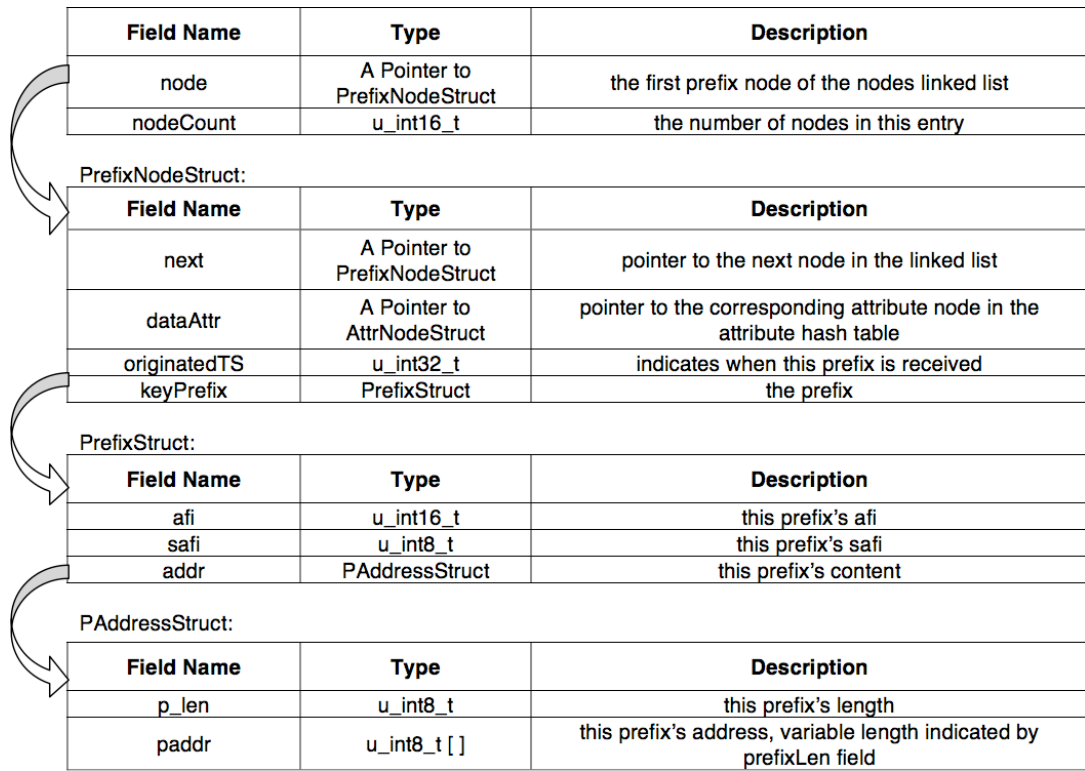 Field Name Type Description
node A Pointer to PrefixNodeStruct the first prefix node of the nodes linked list
nodeCount u_int16_t the number of nodes in this entry
PrefixNodeStruct:
Field Name Type Description
next A Pointer to PrefixNodeStruct pointer to the next node in the linked list
dataAttr A Pointer to AttrNodeStruct pointer to the corresponding attribute node in the attribute hash table
originatedTS u_int32_t indicates when this prefix is received
keyPrefix PrefixStruct the prefix
PrefixStruct:
Field Name Type Description
afi u_int16_t this prefix’s afi
safi u_int8_t this prefix’s safi
addr PAddressStruct this prefix’s content
PAddressStruct:
Field Name Type Description
p_len u_int8_t this prefix’s length
paddr u_int8_t [ ] this prefix’s address, variable length indicated by prefixLen field